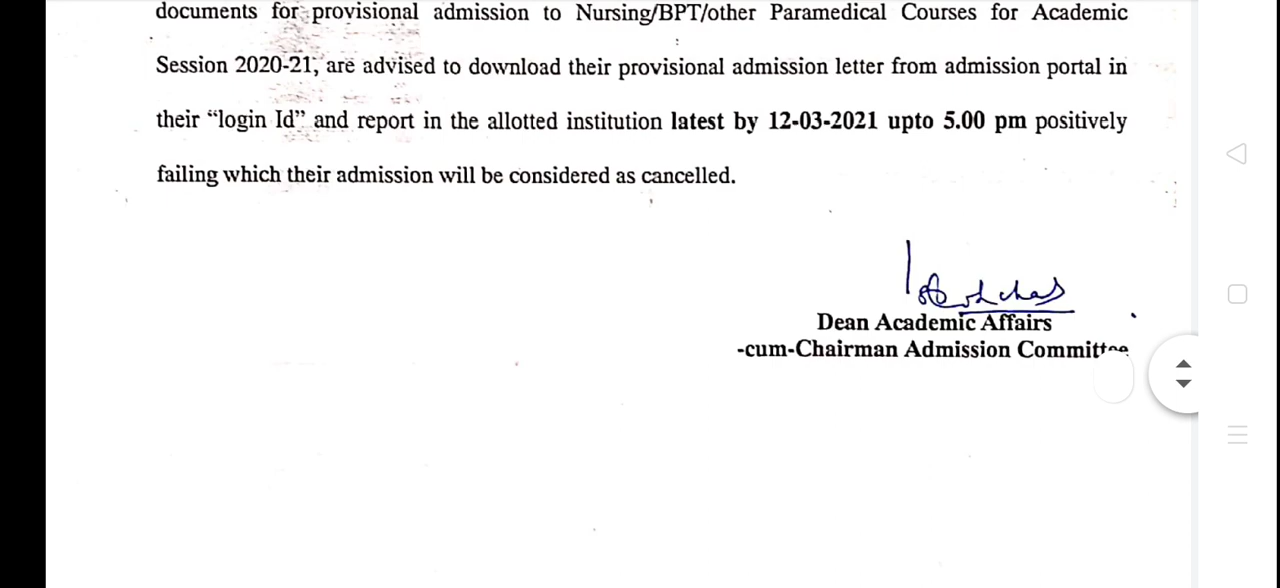 documents for provisional admission to Nursing/BPT/other Paramedical Courses for Academic
Session 2020-21, are advised to download their provisional admission letter from admission portal in
their “login Id” and report in the allotted institution latest by 12-03-2021 upto 5.00 pm positively
failing which their admission will be considered as cancelled.
Dean Academic Affairs
-cum-Chairman Admission Committee